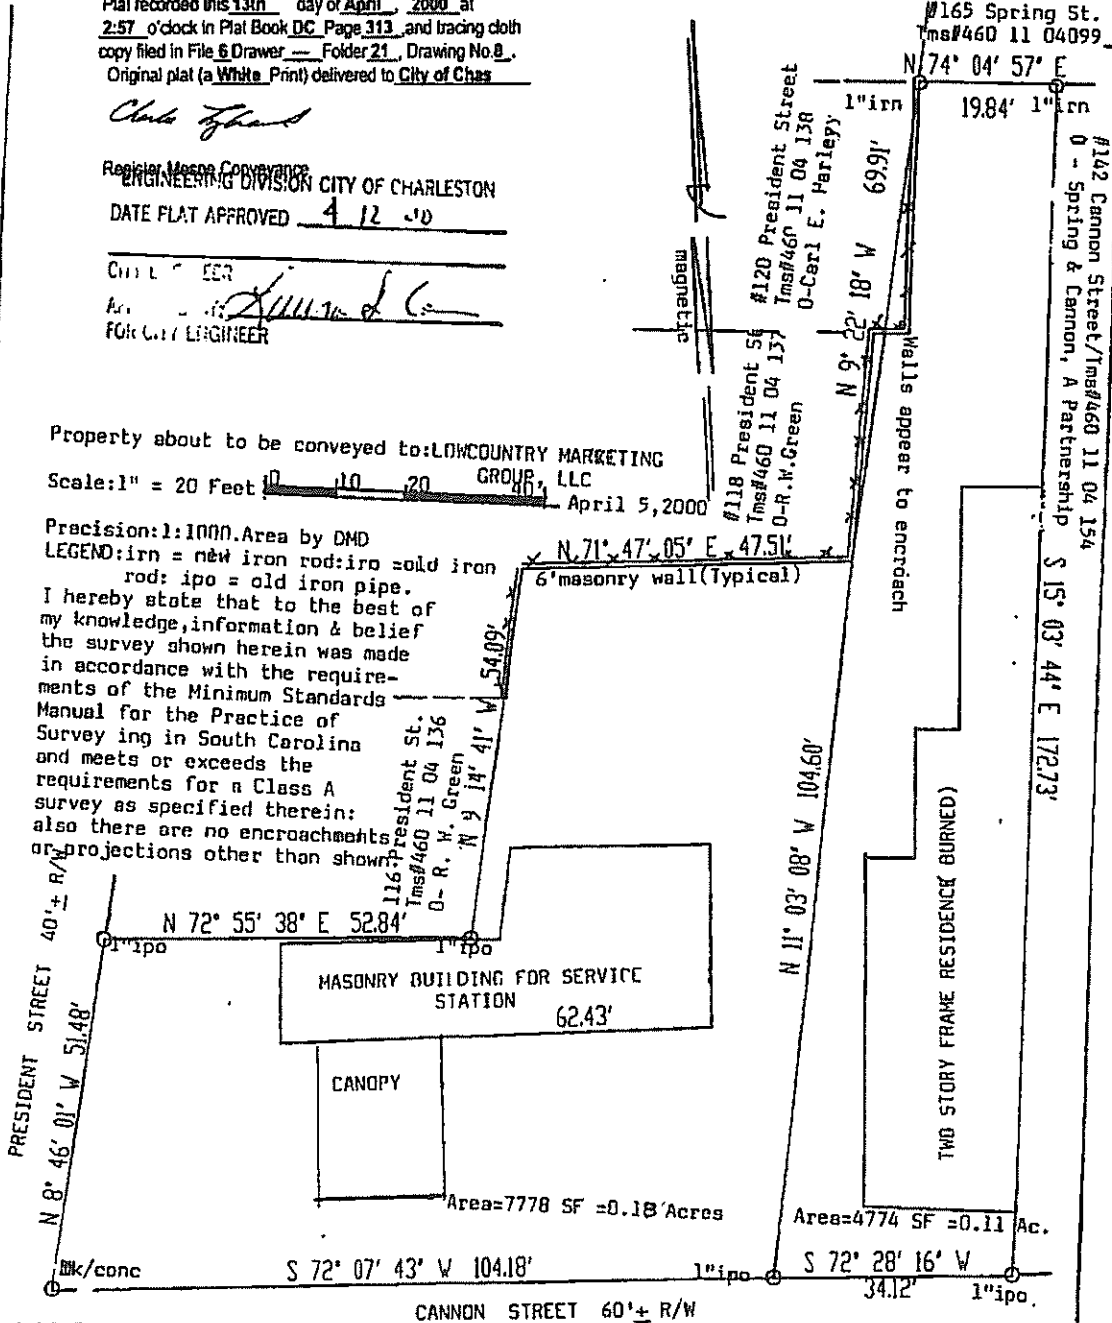 Plat recorded this 13th day of April, 2000 at
2:57 o'clock in Plat Book DC Page 313, and tracing cloth
copy filed in File 6 Drawer — Folder 21, Drawing No. 8.
Original plat (a White Print) delivered to City of Chas
Register Mesne Conveyance
ENGINEERING DIVISION CITY OF CHARLESTON
DATE PLAT APPROVED 4 12 00
FOR CITY ENGINEER
#165 Spring St.
Tms#460 11 04099
N 74° 04' 57" E
1"irn 19.84' 1"irn
#142 Cannon Street/Tms#460 11 04 154
O - Spring & Cannon, A Partnership
S 15° 03' 44" E 172.73'
#120 President Street
Tms#460 11 04 138
O-Carl E. Harleyy
N 9° 22' 18" W 69.91'
magnetic
#118 President St
Tms#460 11 04 137
O-R.W.Green
Walls appear to encroach
Property about to be conveyed to:LOWCOUNTRY MARKETING
GROUP, LLC
Scale:1" = 20 Feet 0 10 20 40
April 5,2000
Precision:1:1000.Area by DMD
LEGEND:irn = new iron rod:iro =old iron
rod: ipo = old iron pipe.
I hereby state that to the best of
my knowledge,information & belief
the survey shown herein was made
in accordance with the require-
ments of the Minimum Standards
Manual for the Practice of
Survey ing in South Carolina
and meets or exceeds the
requirements for a Class A
survey as specified therein:
also there are no encroachments
or projections other than shown.
N 71° 47' 05" E 47.51'
6'masonry wall(Typical)
N 9° 14' 41" W 54.09'
116 President St.
Tms#460 11 04 136
O- R. W. Green
N 11° 03' 08" W 104.60'
TWO STORY FRAME RESIDENCE( BURNED)
PRESIDENT STREET 40'± R/W
N 8° 46' 01" W 51.48'
N 72° 55' 38" E 52.84'
1"ipo 1"ipo
MASONRY BUILDING FOR SERVICE
STATION
62.43'
CANOPY
Area=7778 SF =0.18 Acres
Area=4774 SF =0.11 Ac.
Mk/conc S 72° 07' 43" W 104.18' 1"ipo
S 72° 28' 16" W
34.12' 1"ipo.
CANNON STREET 60'± R/W